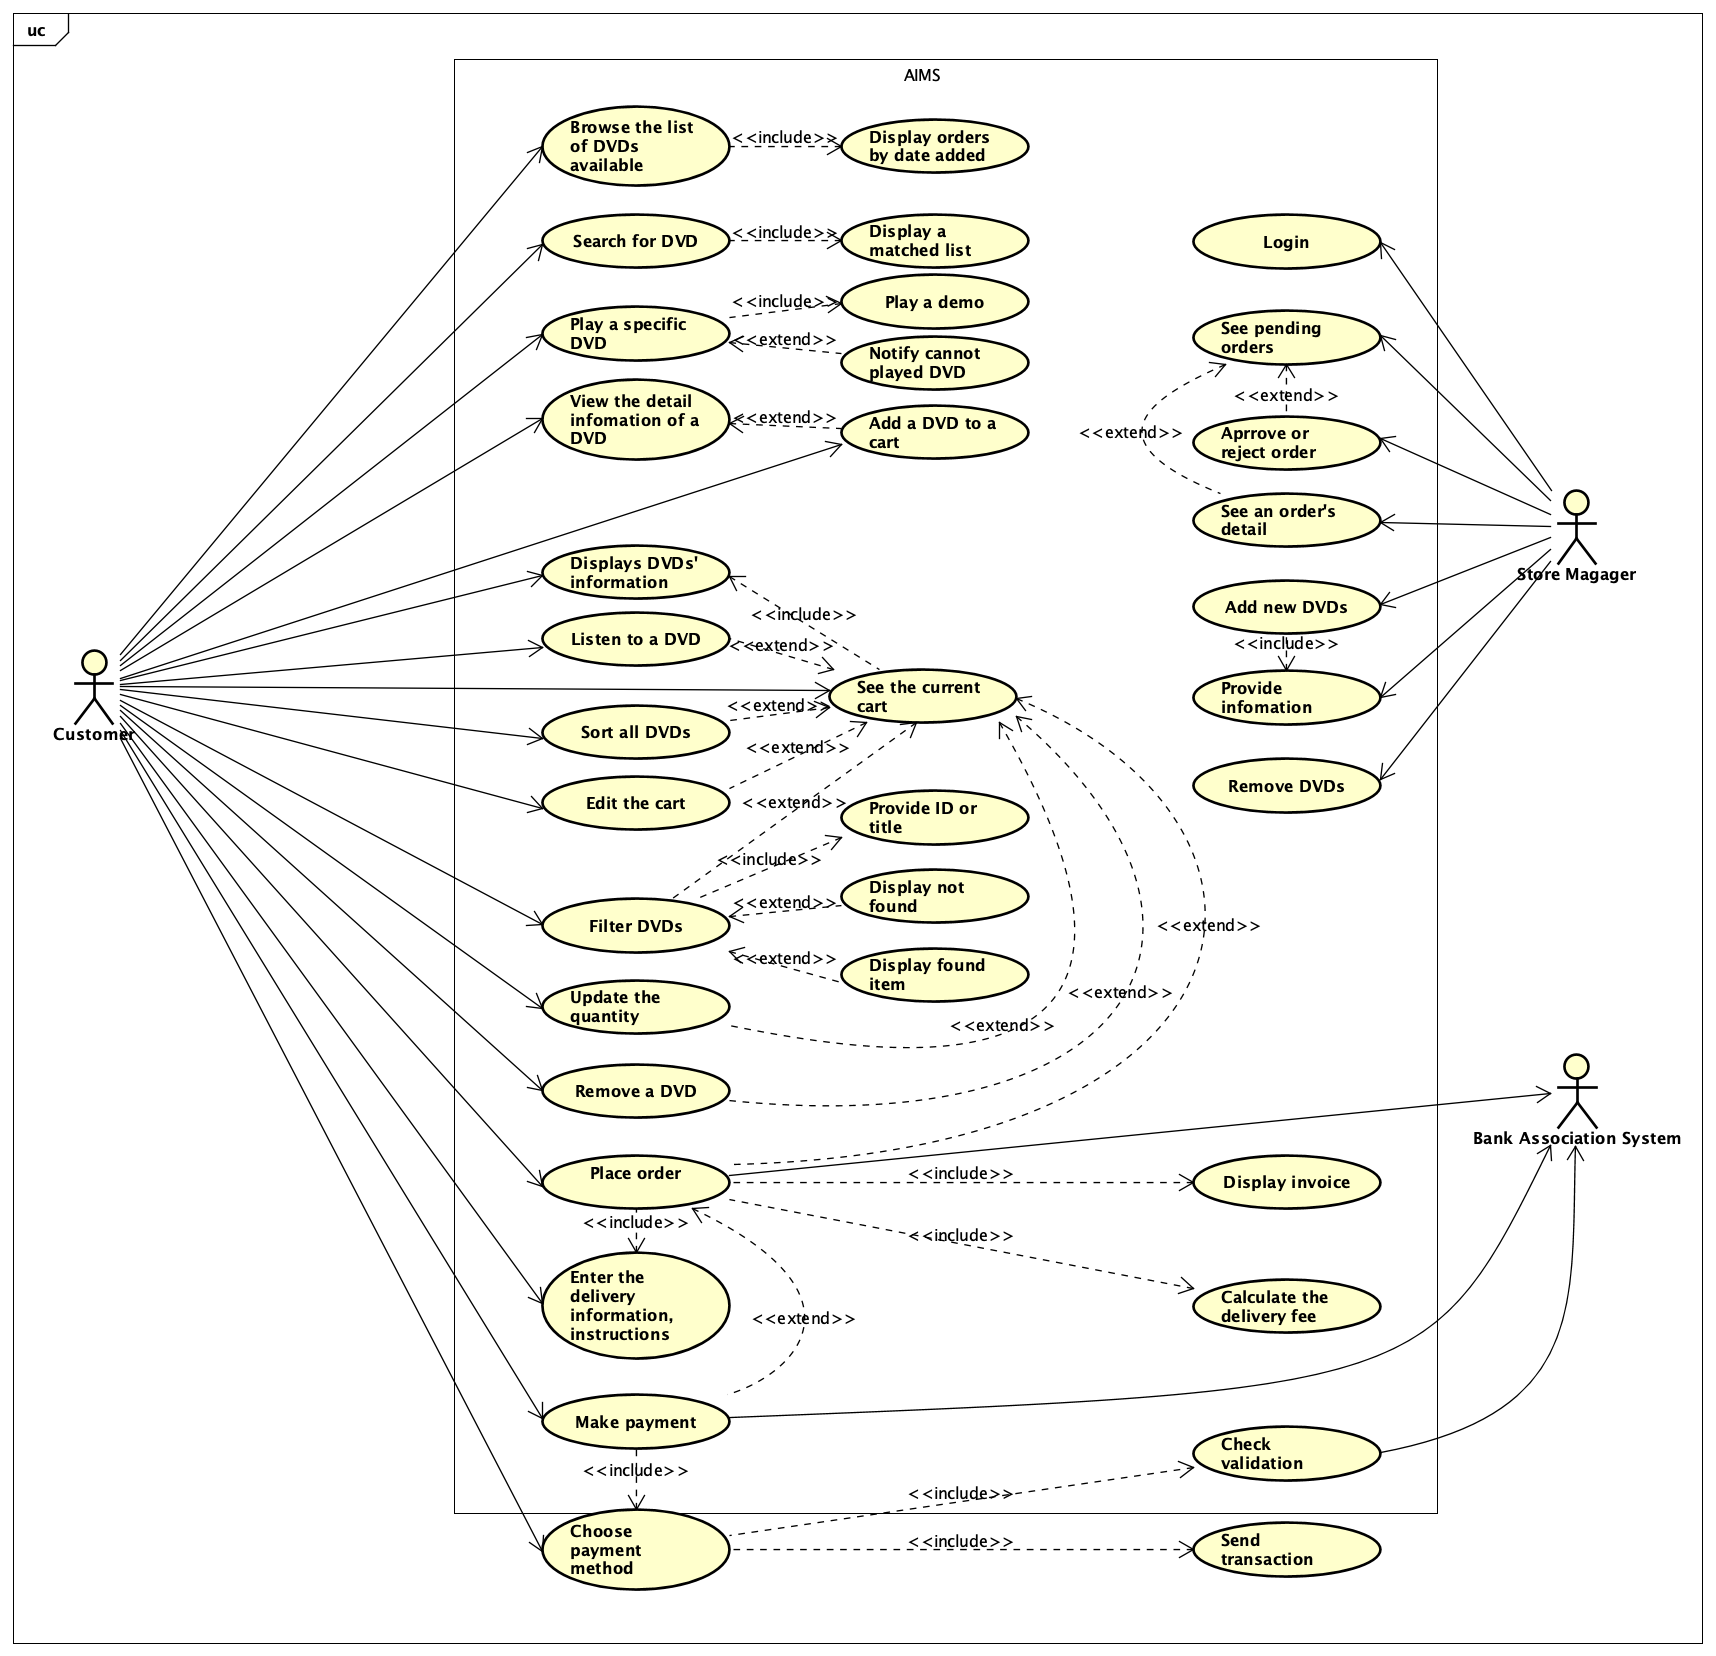 uc
AIMS
Browse the list
of DVDs
available
<<include>>
Display orders
by date added
Search for DVD
<<include>>
Display a
matched list
Login
Play a specific
DVD
<<include>>
Play a demo
<<extend>>
Notify cannot
played DVD
See pending
orders
View the detail
infomation of a
DVD
<<extend>>
Add a DVD to a
cart
<<extend>>
<<extend>>
Aprrove or
reject order
See an order's
detail
Store Magager
Displays DVDs'
information
<<include>>
Add new DVDs
Listen to a DVD
<<extend>>
<<include>>
See the current
cart
Provide
infomation
Customer
Sort all DVDs
<<extend>>
<<extend>>
Edit the cart
<<extend>>
Remove DVDs
Provide ID or
title
<<include>>
Filter DVDs
<<extend>>
Display not
found
<<extend>>
<<extend>>
Display found
item
Update the
quantity
<<extend>>
<<extend>>
Remove a DVD
Bank Association System
Place order
<<include>>
Display invoice
<<include>>
<<include>>
Enter the
delivery
information,
instructions
<<extend>>
Calculate the
delivery fee
Make payment
<<include>>
Check
validation
<<include>>
Choose
payment
method
<<include>>
Send
transaction